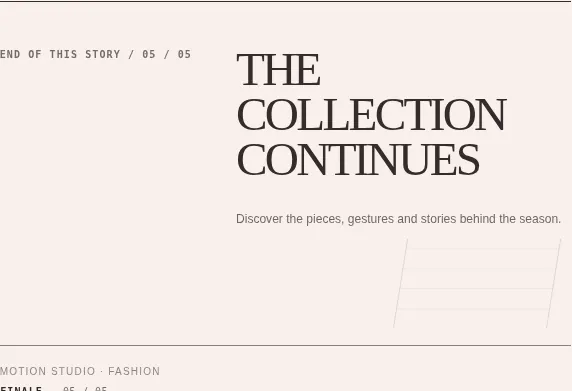 END OF THIS STORY / 05 / 05
THE
COLLECTION
CONTINUES
Discover the pieces, gestures and stories behind the season.
MOTION STUDIO · FASHION
FINALE 05 / 05